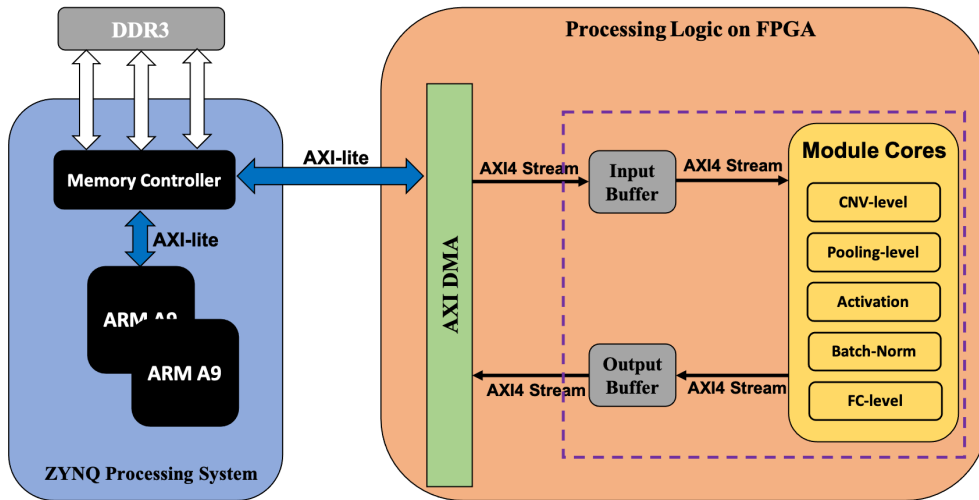 DDR3
Processing Logic on FPGA
Memory Controller
AXI-lite
AXI-lite
ARM A9
ARM A9
ZYNQ Processing System
AXI DMA
AXI4 Stream
Input
Buffer
AXI4 Stream
Module Cores
CNV-level
Pooling-level
Activation
Batch-Norm
FC-level
Output
Buffer
AXI4 Stream
AXI4 Stream